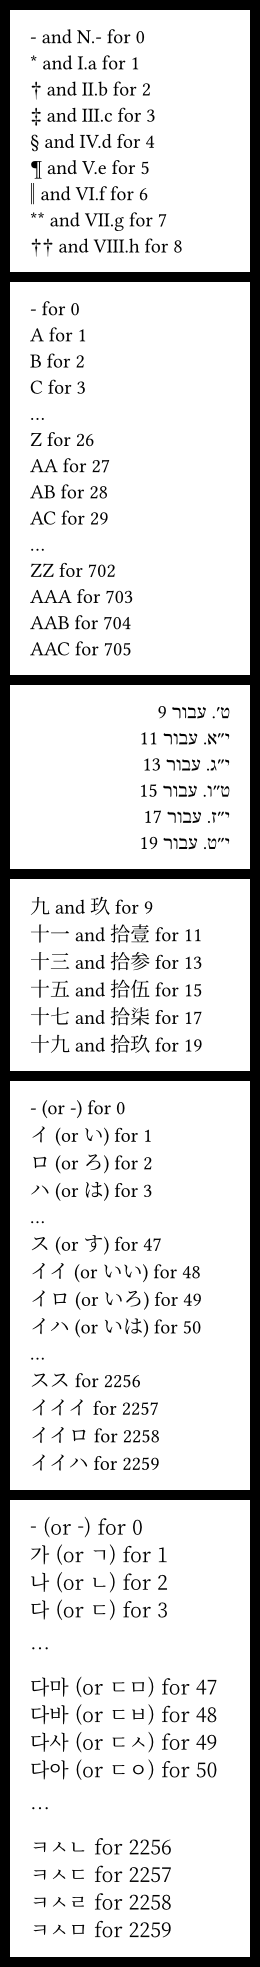 - and N.- for 0
* and I.a for 1
† and II.b for 2
‡ and III.c for 3
§ and IV.d for 4
¶ and V.e for 5
‖ and VI.f for 6
** and VII.g for 7
†† and VIII.h for 8
- for 0
A for 1
B for 2
C for 3
...
Z for 26
AA for 27
AB for 28
AC for 29
...
ZZ for 702
AAA for 703
AAB for 704
AAC for 705
ט׳. עבור 9
י״א. עבור 11
י״ג. עבור 13
ט״ו. עבור 15
י״ז. עבור 17
י״ט. עבור 19
九 and 玖 for 9
十一 and 拾壹 for 11
十三 and 拾参 for 13
十五 and 拾伍 for 15
十七 and 拾柒 for 17
十九 and 拾玖 for 19
- (or -) for 0
イ (or い) for 1
ロ (or ろ) for 2
ハ (or は) for 3
...
ス (or す) for 47
イイ (or いい) for 48
イロ (or いろ) for 49
イハ (or いは) for 50
...
スス for 2256
イイイ for 2257
イイロ for 2258
イイハ for 2259
- (or -) for 0
가 (or ㄱ) for 1
나 (or ㄴ) for 2
다 (or ㄷ) for 3
...
다마 (or ㄷㅁ) for 47
다바 (or ㄷㅂ) for 48
다사 (or ㄷㅅ) for 49
다아 (or ㄷㅇ) for 50
...
ㅋㅅㄴ for 2256
ㅋㅅㄷ for 2257
ㅋㅅㄹ for 2258
ㅋㅅㅁ for 2259